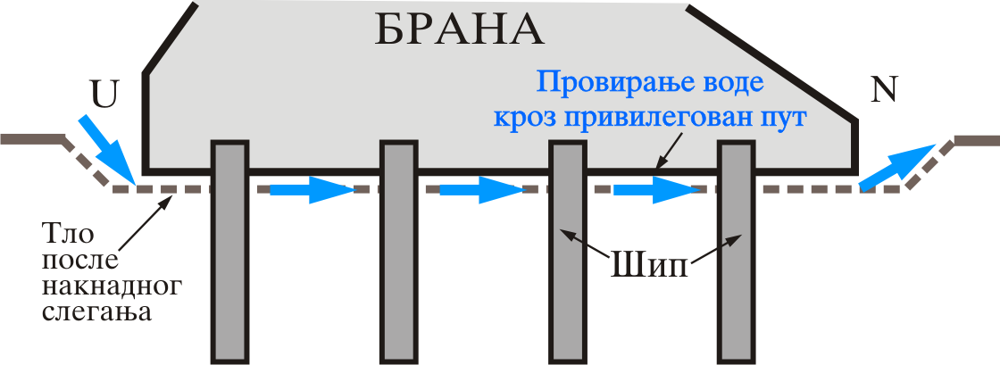 БРАНА
U
Провирање воде
кроз привилегован пут
N
Тло
после
накнадног
слегања
Шип